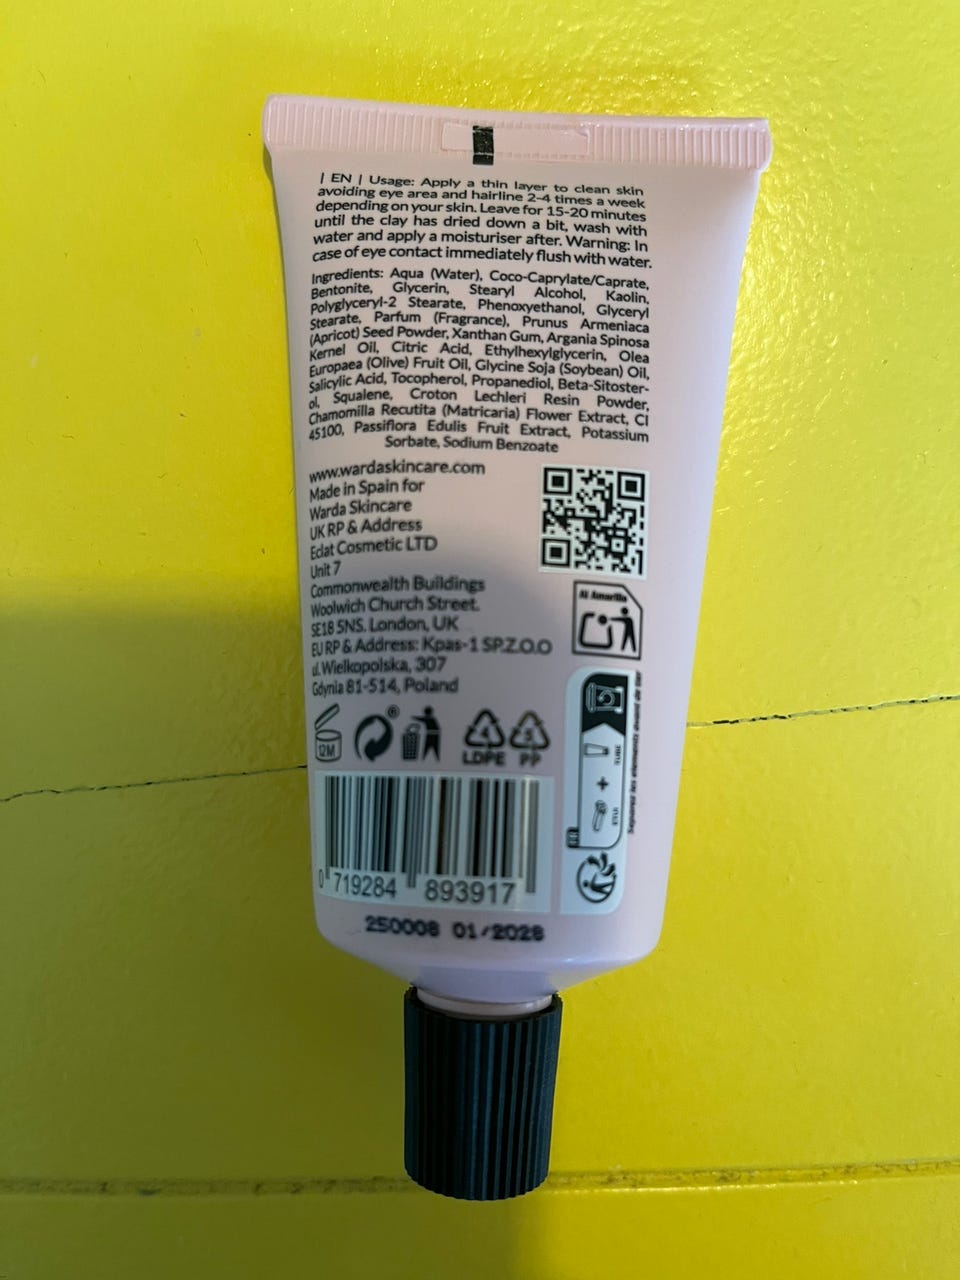 | EN | Usage: Apply a thin layer to clean skin
avoiding eye area and hairline 2-4 times a week
depending on your skin. Leave for 15-20 minutes
until the clay has dried down a bit, wash with
water and apply a moisturiser after. Warning: In
case of eye contact immediately flush with water.
Ingredients: Aqua (Water), Coco-Caprylate/Caprate,
Bentonite, Glycerin, Stearyl Alcohol, Kaolin,
Polyglyceryl-2 Stearate, Phenoxyethanol, Glyceryl
Stearate, Parfum (Fragrance), Prunus Armeniaca
(Apricot) Seed Powder, Xanthan Gum, Argania Spinosa
Kernel Oil, Citric Acid, Ethylhexylglycerin, Olea
Europaea (Olive) Fruit Oil, Glycine Soja (Soybean) Oil,
Salicylic Acid, Tocopherol, Propanediol, Beta-Sitoster-
ol, Squalene, Croton Lechleri Resin Powder,
Chamomilla Recutita (Matricaria) Flower Extract, CI
45100, Passiflora Edulis Fruit Extract, Potassium
Sorbate, Sodium Benzoate
www.wardaskincare.com
Made in Spain for
Warda Skincare
UK RP & Address
Eclat Cosmetic LTD
Unit 7
Commonwealth Buildings
Woolwich Church Street.
SE18 5NS. London, UK
EU RP & Address: Kpas-1 SP.Z.O.O
ul. Wielkopolska, 307
Gdynia 81-514, Poland
Al Amarillo
12M
®
4
LDPE
5
PP
TUBE
+
ÉTUI
FR
Séparez les éléments avant de trier
0 719284 893917
250008 01/2028